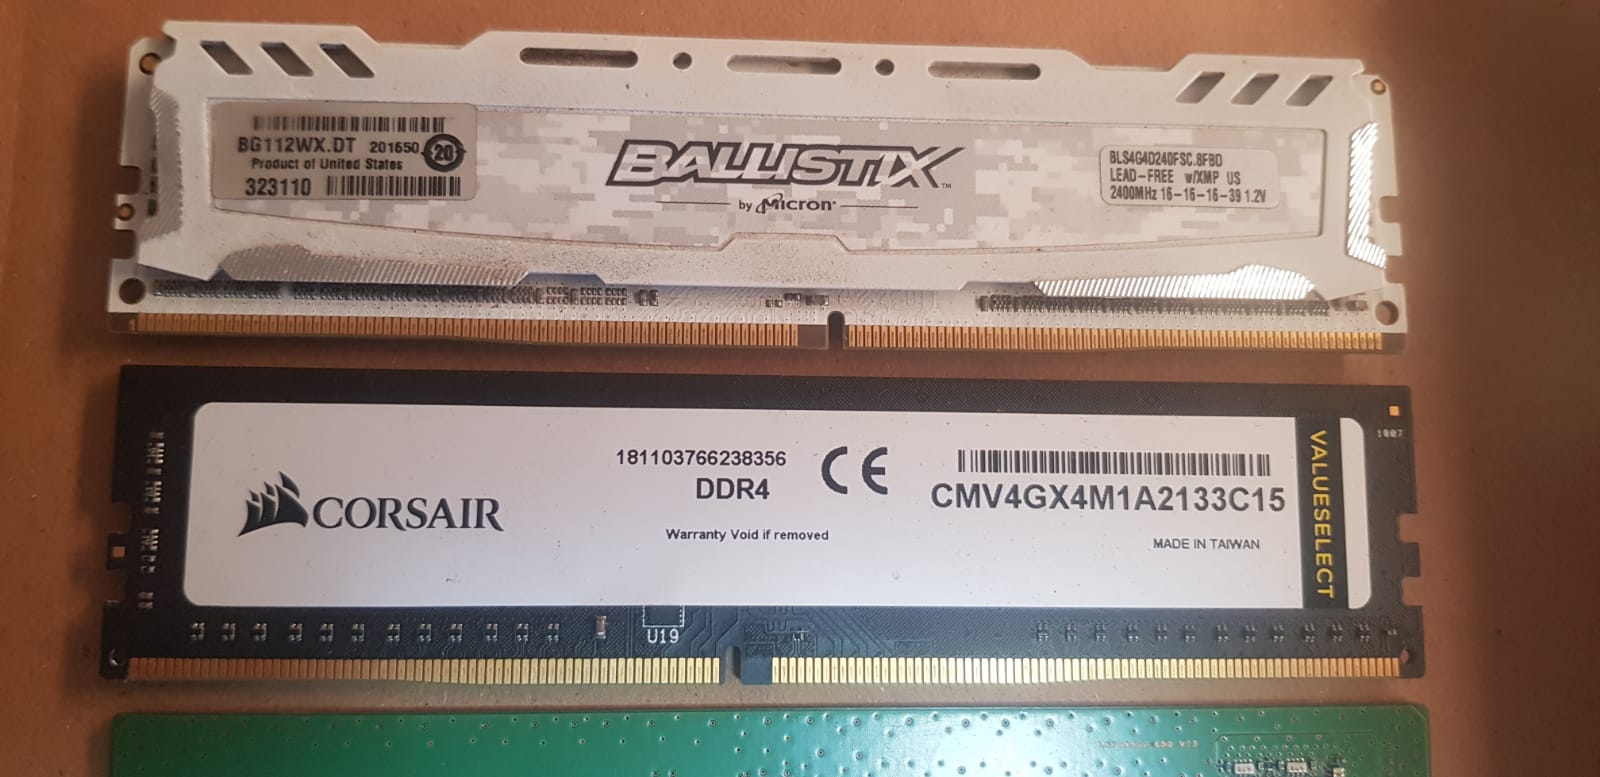 BG112WX.DT 201650 20
Product of United States
323110
BALLISTIX™
by Micron®
BLS4G4D240FSC.8FBD
LEAD-FREE w/XMP US
2400MHz 16-16-16-39 1.2V
1807
181103766238356
DDR4
CORSAIR
Warranty Void if removed
CE
CMV4GX4M1A2133C15
MADE IN TAIWAN
VALUESELECT
U19